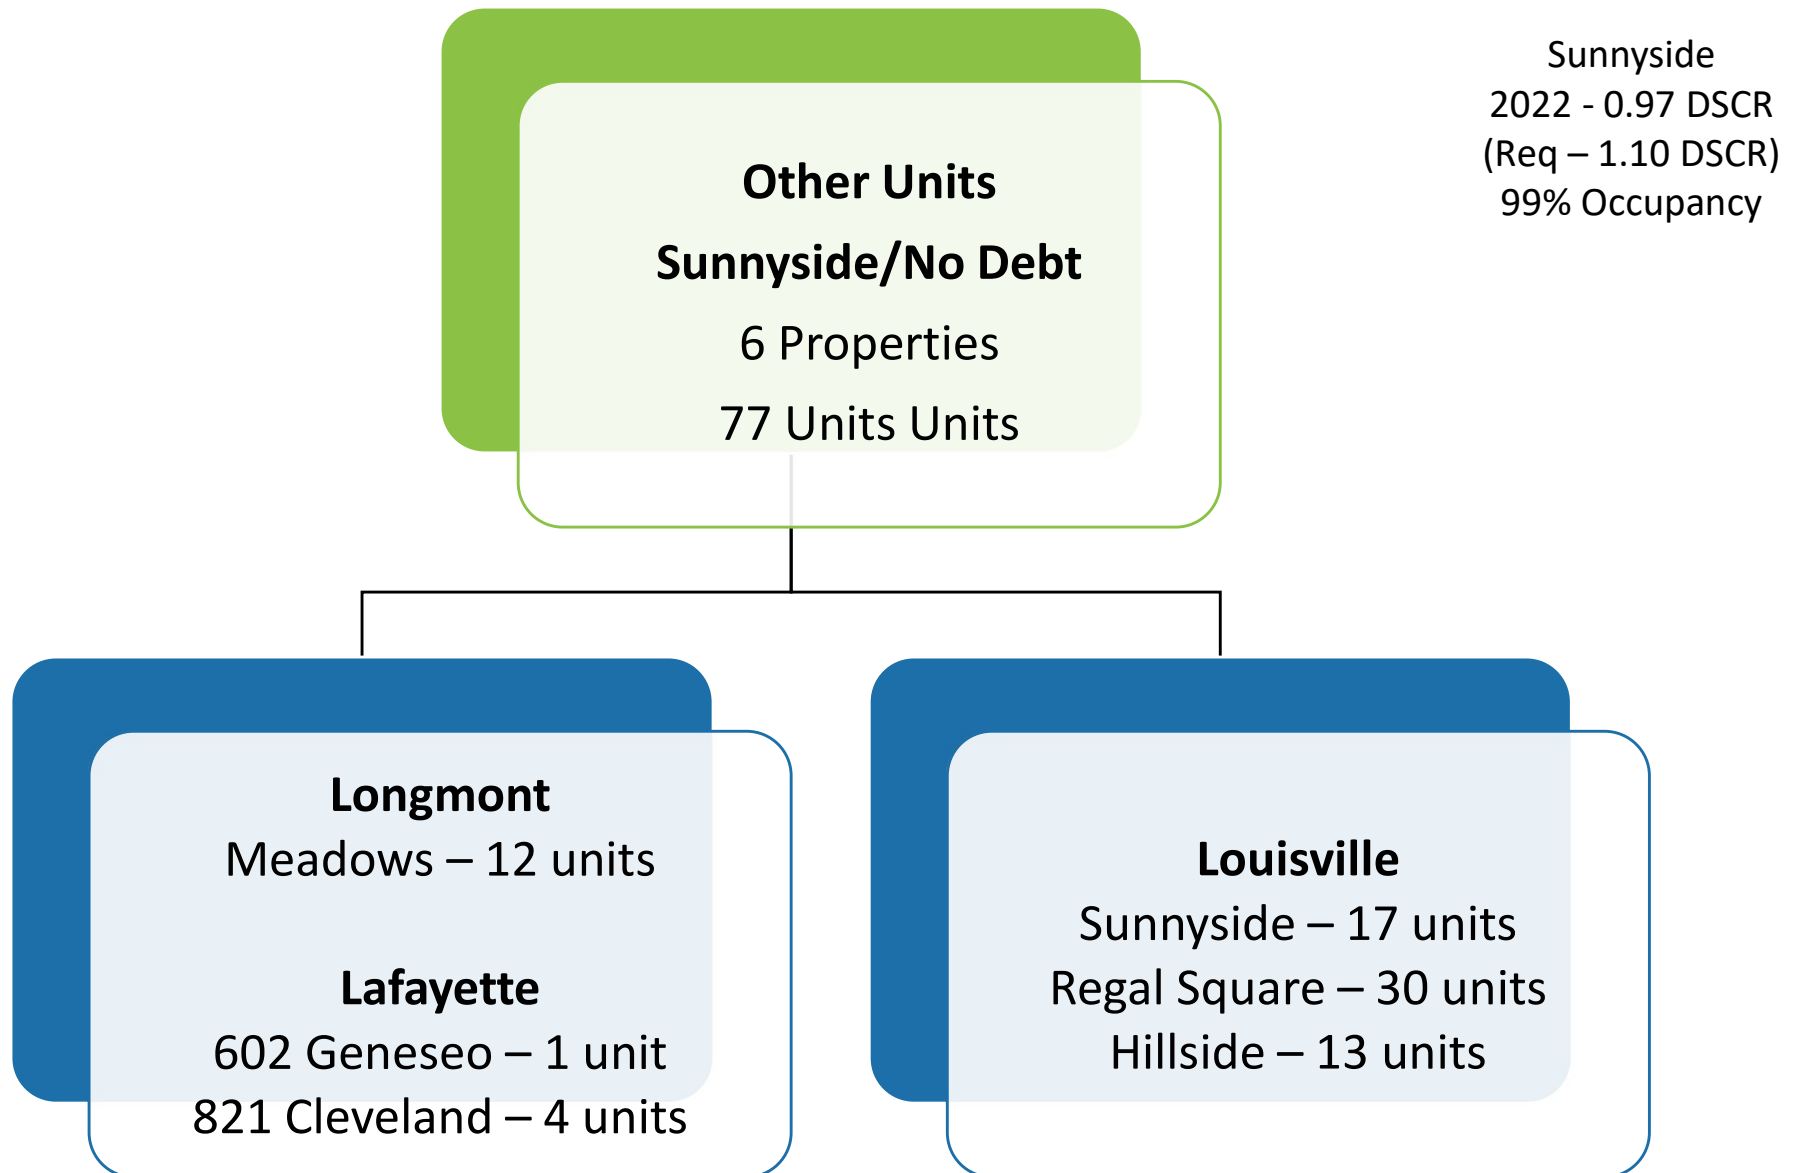 Sunnyside
2022 - 0.97 DSCR
(Req – 1.10 DSCR)
99% Occupancy
Other Units
Sunnyside/No Debt
6 Properties
77 Units Units
Longmont
Meadows – 12 units
Lafayette
602 Geneseo – 1 unit
821 Cleveland – 4 units
Louisville
Sunnyside – 17 units
Regal Square – 30 units
Hillside – 13 units